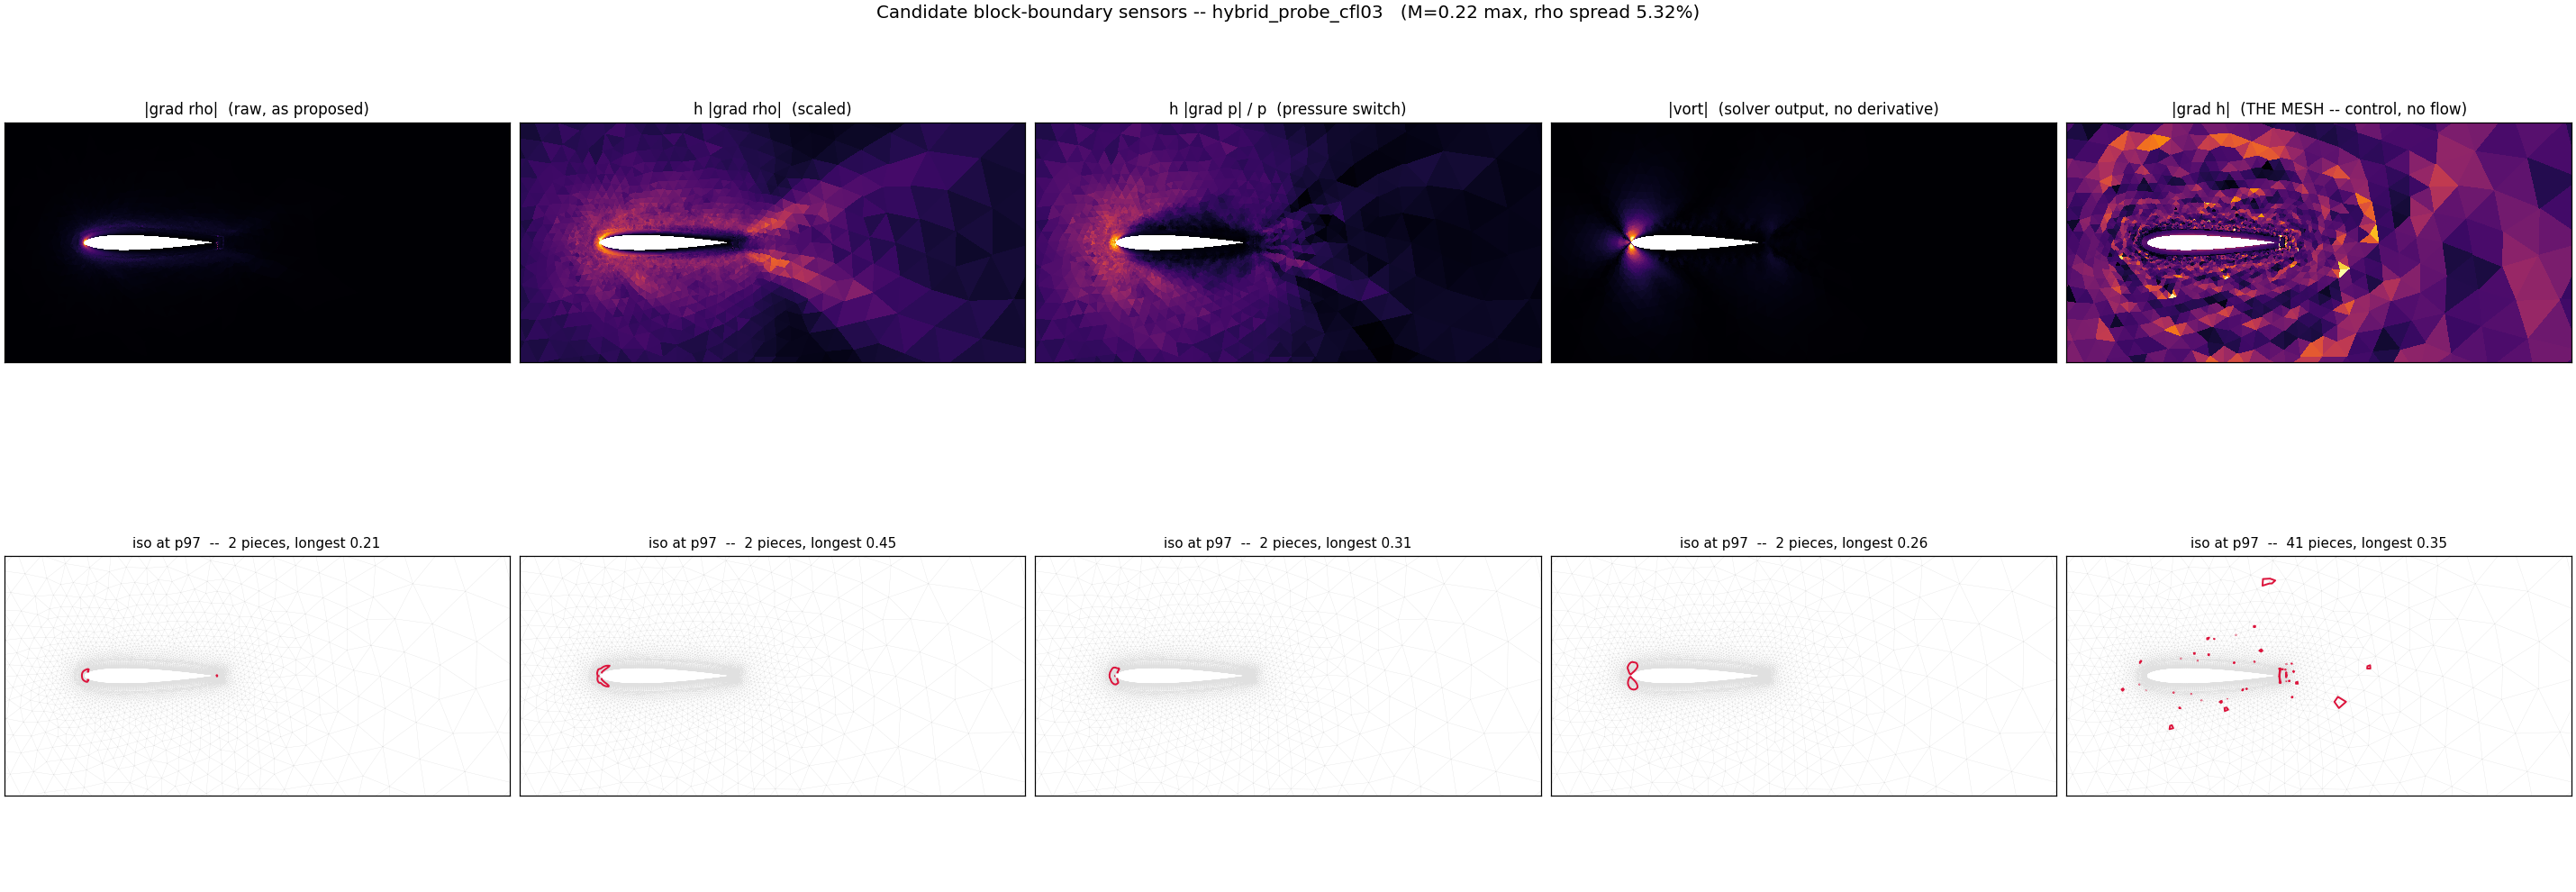 Candidate block-boundary sensors -- hybrid_probe_cfl03   (M=0.22 max, rho spread 5.32%)
|grad rho|  (raw, as proposed)
h |grad rho|  (scaled)
h |grad p| / p  (pressure switch)
|vort|  (solver output, no derivative)
|grad h|  (THE MESH -- control, no flow)
iso at p97  --  2 pieces, longest 0.21
iso at p97  --  2 pieces, longest 0.45
iso at p97  --  2 pieces, longest 0.31
iso at p97  --  2 pieces, longest 0.26
iso at p97  --  41 pieces, longest 0.35